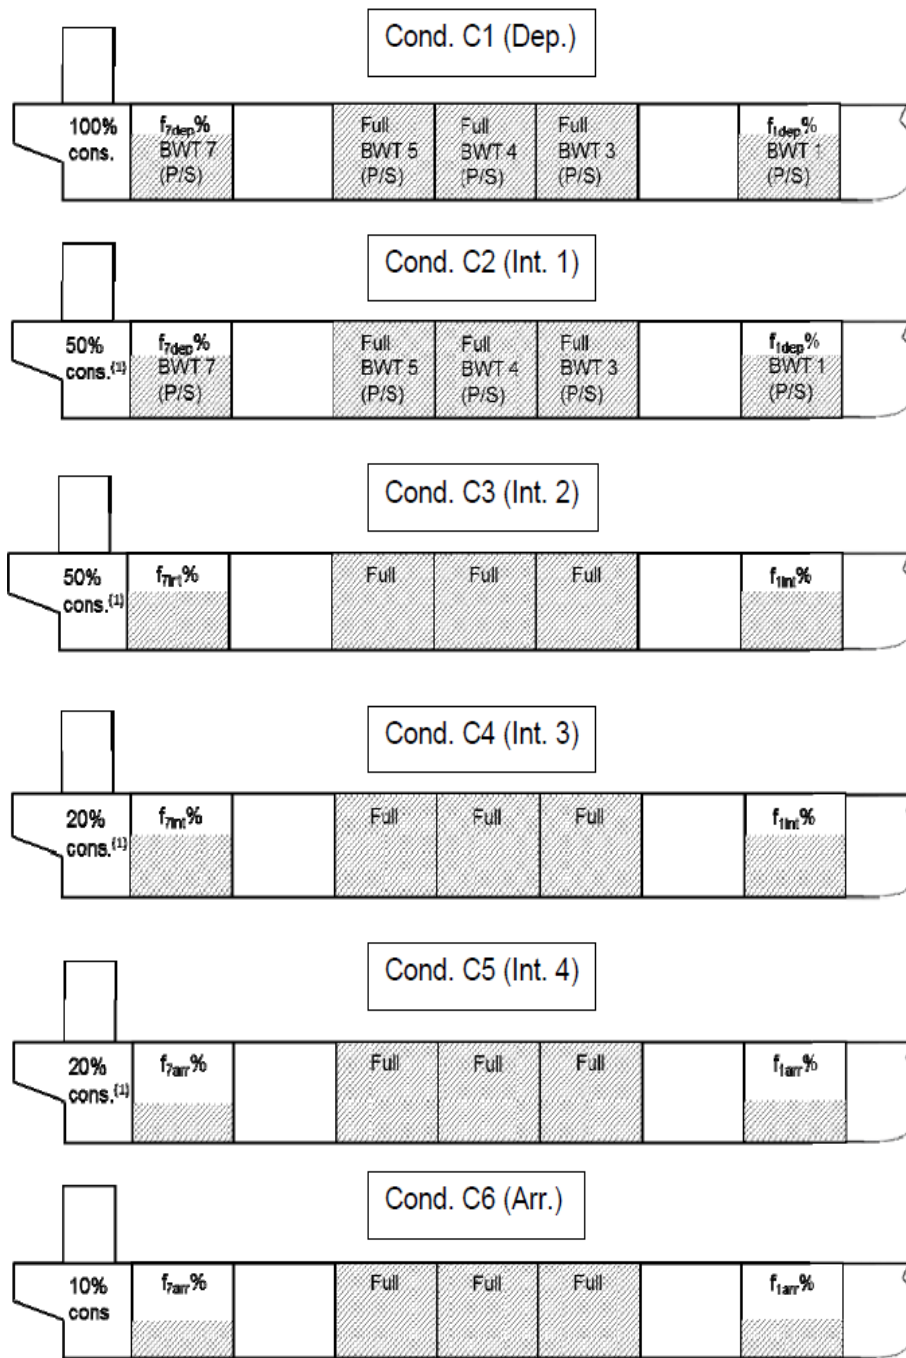 Cond. C1 (Dep.)
100% cons.
f7dep% BWT 7 (P/S)
Full BWT 5 (P/S)
Full BWT 4 (P/S)
Full BWT 3 (P/S)
f1dep% BWT 1 (P/S)
Cond. C2 (Int. 1)
50% cons.{1}
f7dep% BWT 7 (P/S)
Full BWT 5 (P/S)
Full BWT 4 (P/S)
Full BWT 3 (P/S)
f1dep% BWT 1 (P/S)
Cond. C3 (Int. 2)
50% cons.{1}
f7int%
Full
Full
Full
f1int%
Cond. C4 (Int. 3)
20% cons.{1}
f7int%
Full
Full
Full
f1int%
Cond. C5 (Int. 4)
20% cons.{1}
f7arr%
Full
Full
Full
f1arr%
Cond. C6 (Arr.)
10% cons
f7arr%
Full
Full
Full
f1arr%